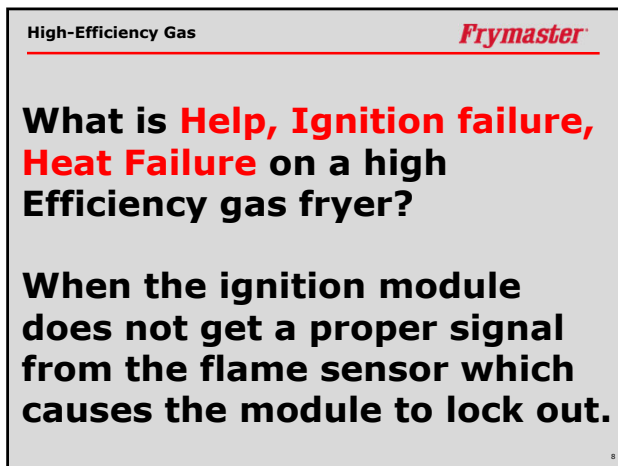 High-Efficiency Gas
Frymaster
What is Help, Ignition failure,
Heat Failure on a high
Efficiency gas fryer?
When the ignition module
does not get a proper signal
from the flame sensor which
causes the module to lock out.
8